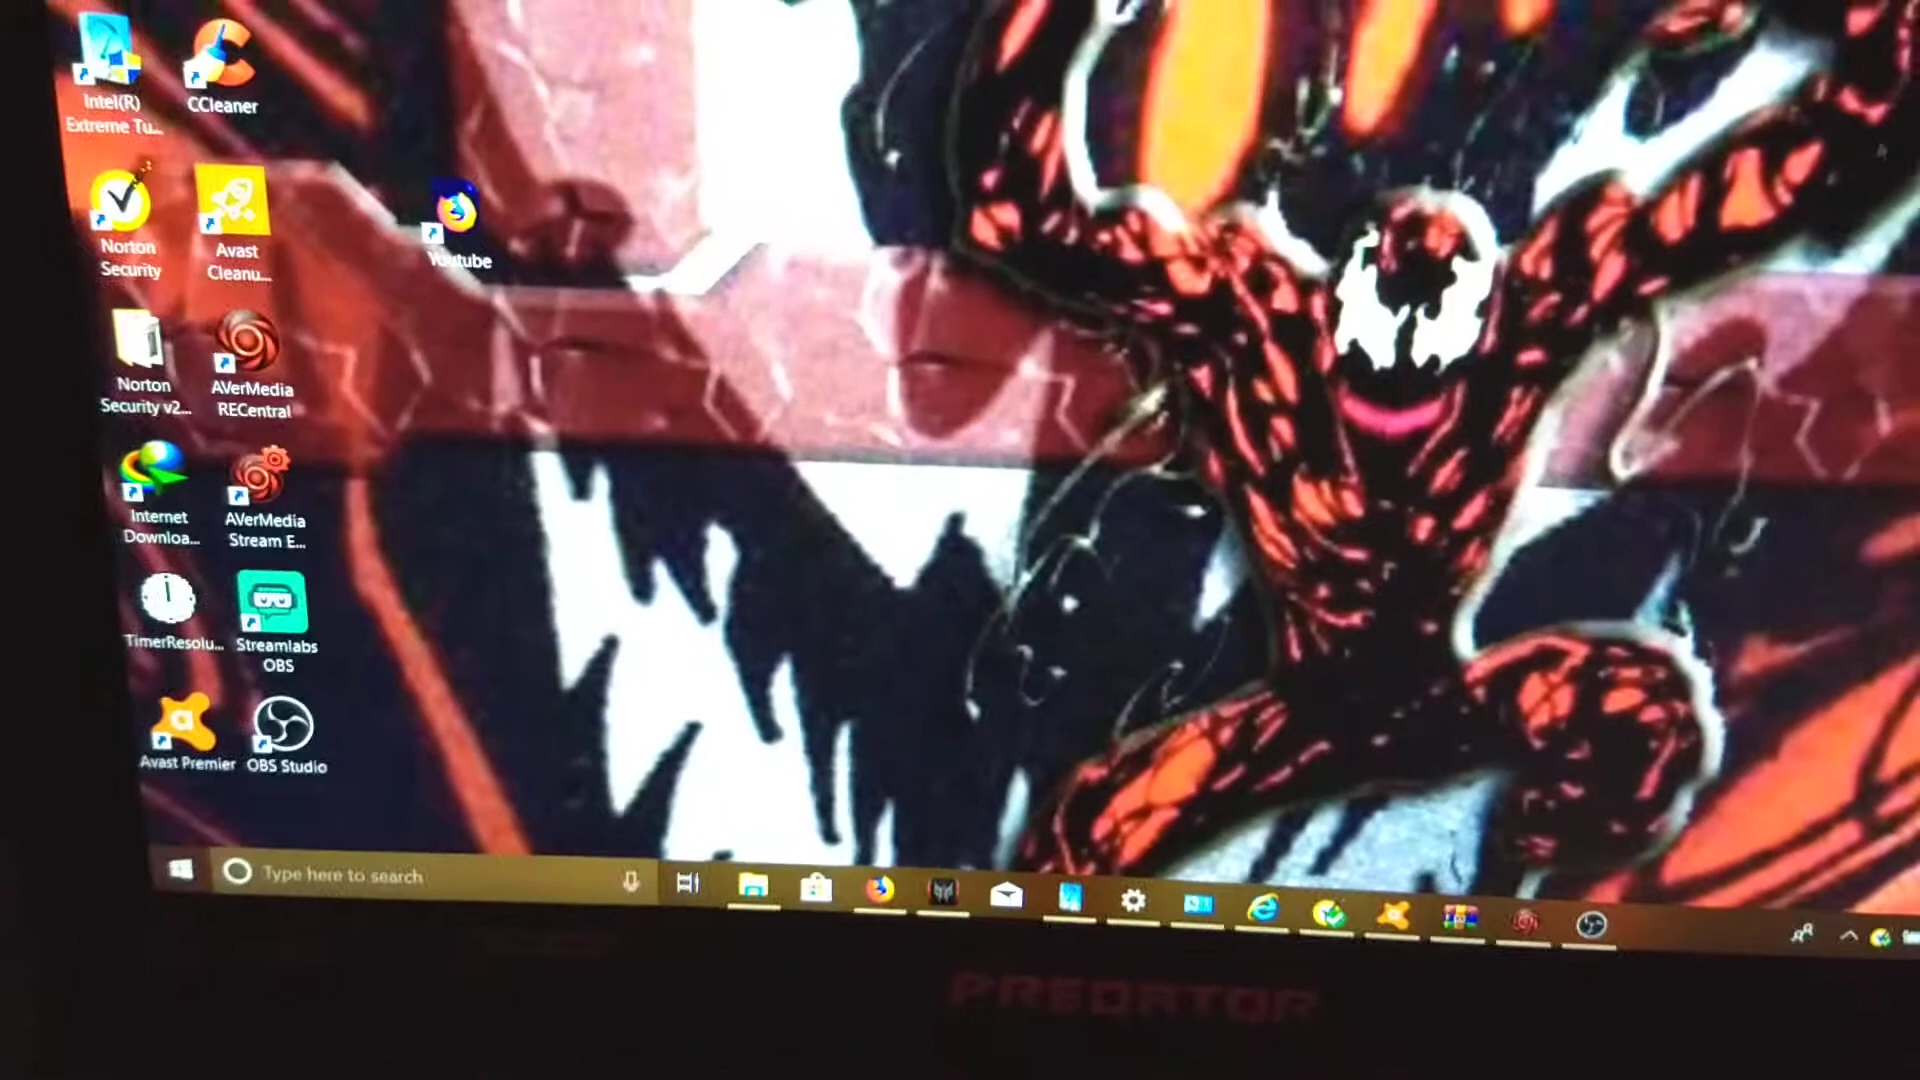 Intel(R)
Extreme Tu...
CCleaner
Norton
Security
Avast
Cleanu...
Youtube
Norton
Security v2...
AVerMedia
RECentral
Internet
Downloa...
AVerMedia
Stream E...
TimerResolu...
Streamlabs
OBS
Avast Premier
OBS Studio
Type here to search
PREDATOR